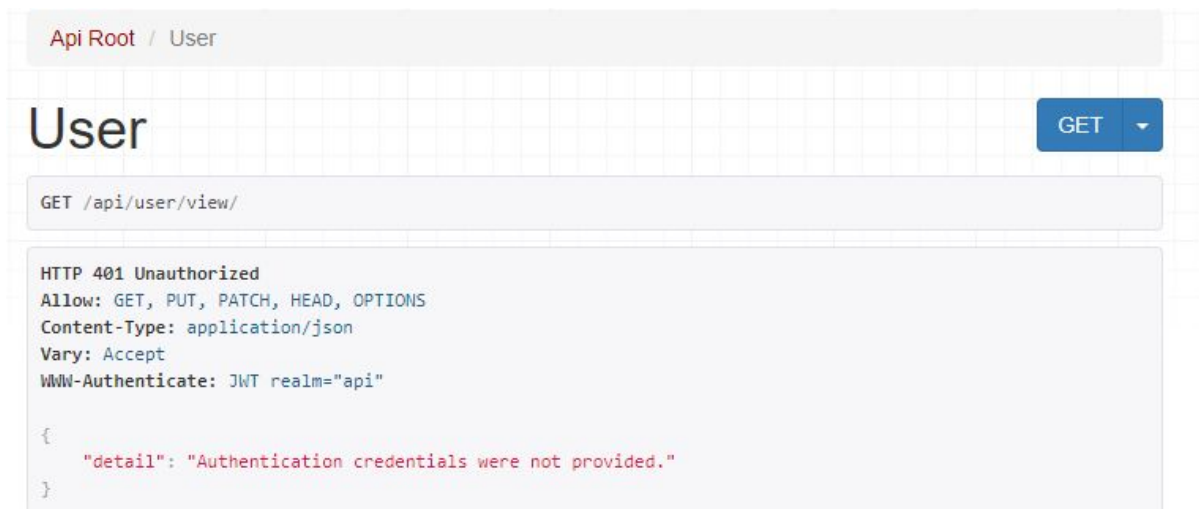 Api Root / User
User
GET
GET /api/user/view/
HTTP 401 Unauthorized
Allow: GET, PUT, PATCH, HEAD, OPTIONS
Content-Type: application/json
Vary: Accept
WWW-Authenticate: JWT realm="api"
{
    "detail": "Authentication credentials were not provided."
}